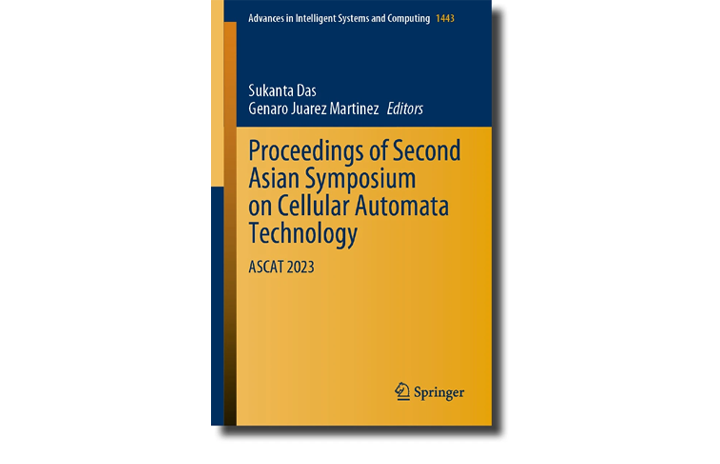 Advances in Intelligent Systems and Computing 1443
Sukanta Das
Genaro Juarez Martinez Editors
Proceedings of Second
Asian Symposium
on Cellular Automata
Technology
ASCAT 2023
Springer